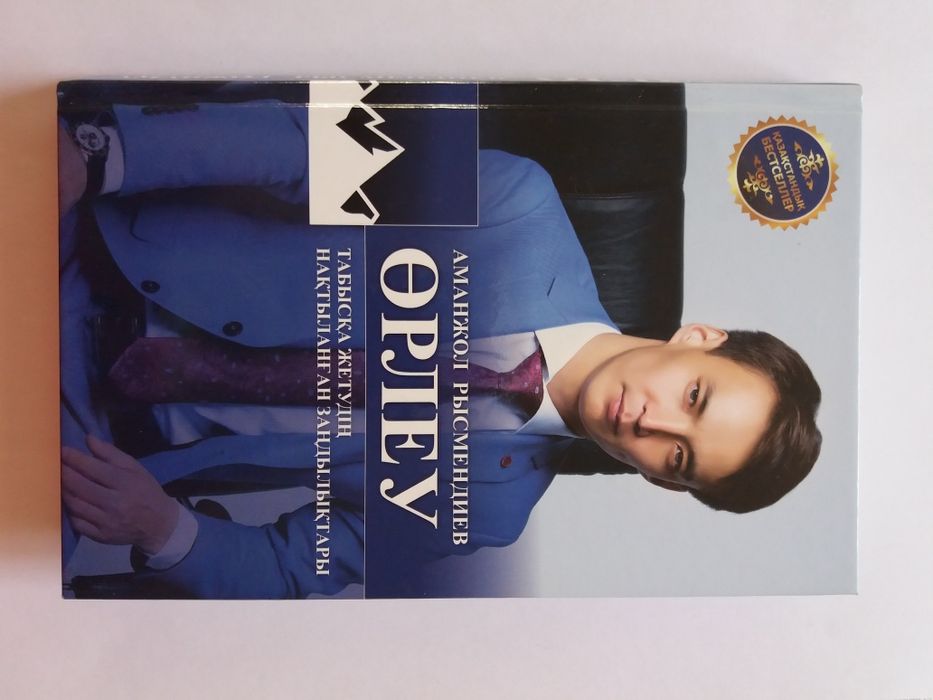 ҚАЗАҚСТАНДЫҚ
БЕСТСЕЛЛЕР
АМАНЖОЛ РЫСМЕНДИЕВ
ӨРЛЕУ
ТАБЫСҚА ЖЕТУДІҢ
НАҚТЫЛАНҒАН ЗАҢДЫЛЫҚТАРЫ